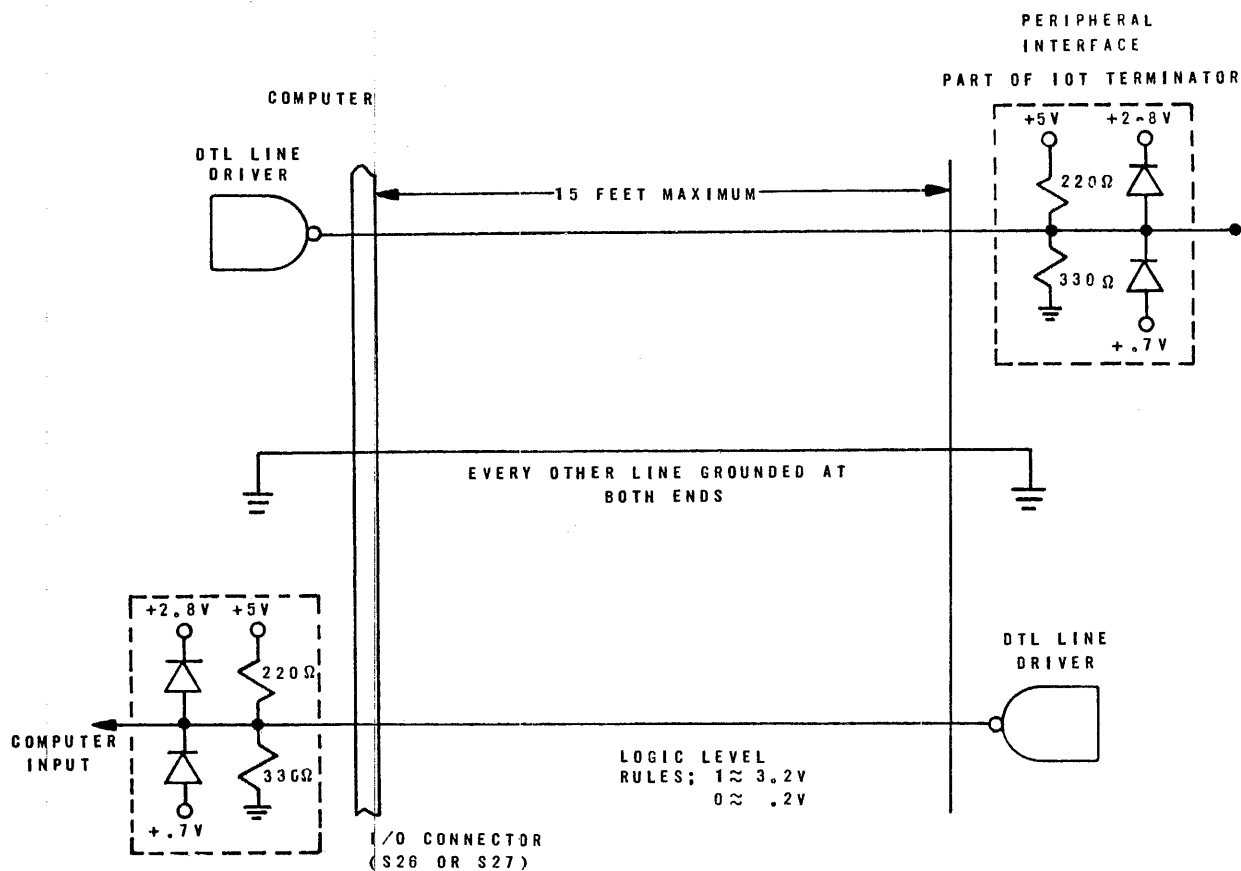 PERIPHERAL
INTERFACE
PART OF IOT TERMINATOR
COMPUTER
+5V
+2.8V
DTL LINE
DRIVER
15 FEET MAXIMUM
220Ω
330Ω
+.7V
EVERY OTHER LINE GROUNDED AT
BOTH ENDS
+2.8V
+5V
DTL LINE
DRIVER
220Ω
COMPUTER
INPUT
330Ω
LOGIC LEVEL
RULES; 1≈ 3.2V
0≈ .2V
+.7V
I/O CONNECTOR
(S26 OR S27)